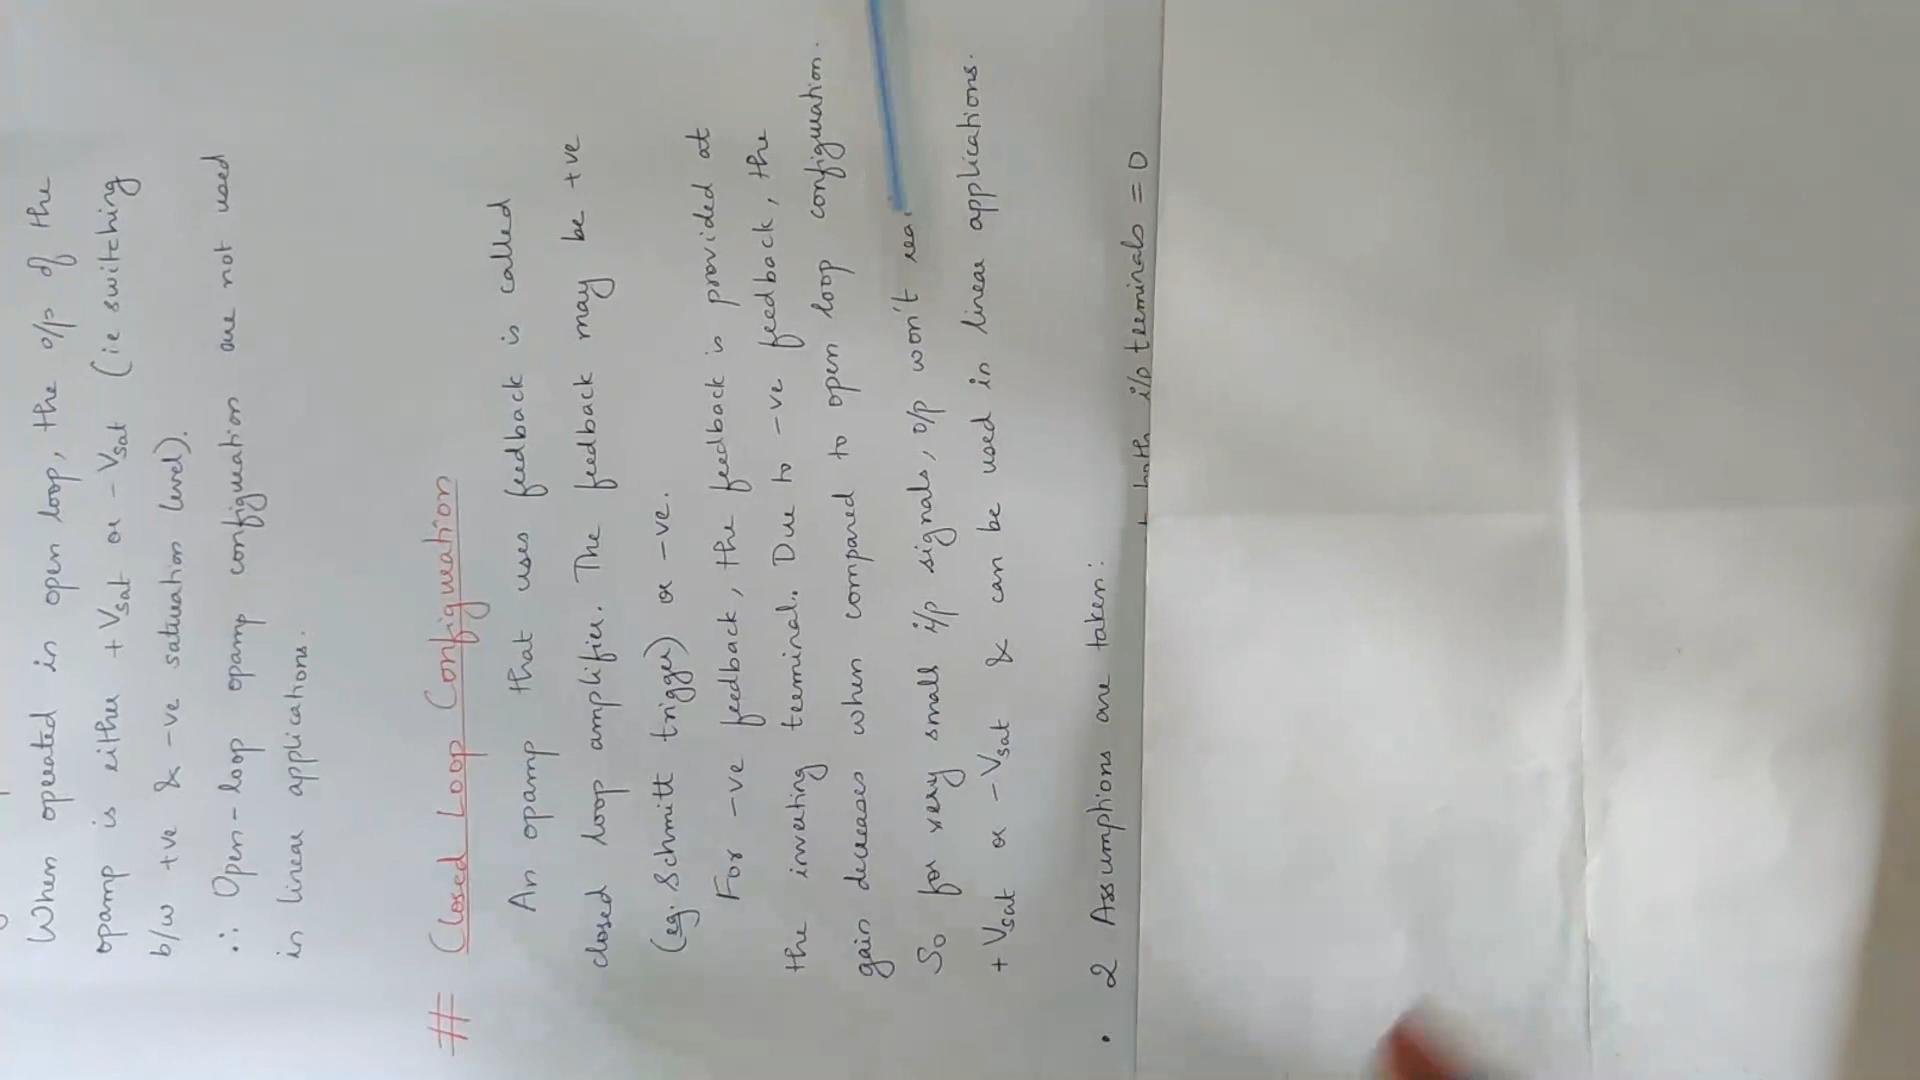 When operated in open loop, the o/p of the
opamp is either + Vsat or - Vsat (ie switching
b/w +ve & -ve saturation level).
∴ Open-loop opamp configuration are not used
in linear applications.
# Closed Loop Configuration
An opamp that uses feedback is called
closed loop amplifier. The feedback may be +ve
(eg. Schmitt trigger) or -ve.
For -ve feedback, the feedback is provided at
the inverting terminal. Due to -ve feedback, the
gain decreases when compared to open loop configuration.
So for very small i/p signals, o/p won't
+ Vsat or - Vsat & can be used in linear applications.
• 2 Assumptions are taken:
both i/p terminals = 0